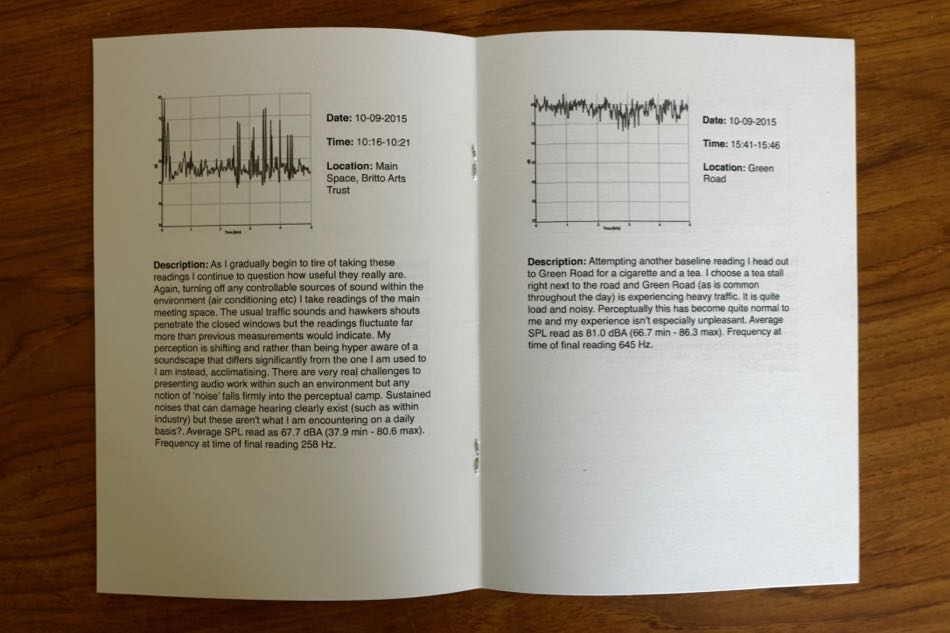 Date: 10-09-2015
Time: 10:16-10:21
Location: Main
Space, Britto Arts
Trust
Time (Min)
Description: As I gradually begin to tire of taking these
readings I continue to question how useful they really are.
Again, turning off any controllable sources of sound within the
environment (air conditioning etc) I take readings of the main
meeting space. The usual traffic sounds and hawkers shouts
penetrate the closed windows but the readings fluctuate far
more than previous measurements would indicate. My
perception is shifting and rather than being hyper aware of a
soundscape that differs significantly from the one I am used to
I am instead, acclimatising. There are very real challenges to
presenting audio work within such an environment but any
notion of 'noise' falls firmly into the perceptual camp. Sustained
noises that can damage hearing clearly exist (such as within
industry) but these aren't what I am encountering on a daily
basis?. Average SPL read as 67.7 dBA (37.9 min - 80.6 max).
Frequency at time of final reading 258 Hz.
Date: 10-09-2015
Time: 15:41-15:46
Location: Green
Road
Time (Min)
Description: Attempting another baseline reading I head out
to Green Road for a cigarette and a tea. I choose a tea stall
right next to the road and Green Road (as is common
throughout the day) is experiencing heavy traffic. It is quite
load and noisy. Perceptually this has become quite normal to
me and my experience isn't especially unpleasant. Average
SPL read as 81.0 dBA (66.7 min - 86.3 max). Frequency at
time of final reading 645 Hz.